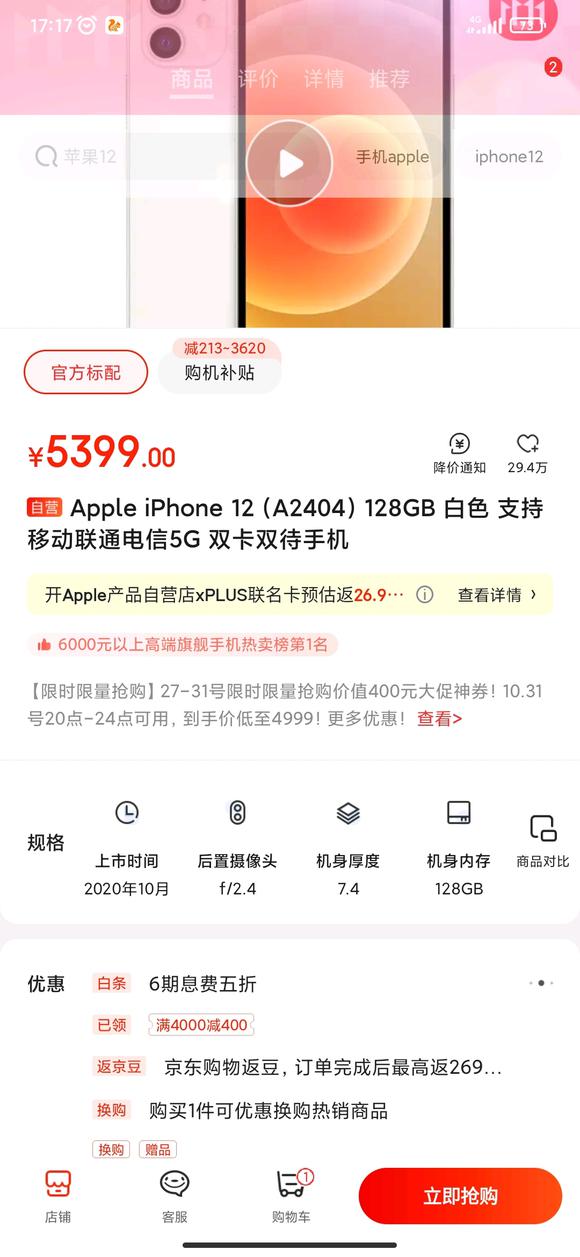 17:17
4G
4G
73
商品 评价 详情 推荐
2
苹果12 手机apple iphone12
减213~3620
官方标配 购机补贴
¥5399.00
降价通知 29.4万
自营 Apple iPhone 12 (A2404) 128GB 白色 支持
移动联通电信5G 双卡双待手机
开Apple产品自营店xPLUS联名卡预估返26.9··· 查看详情 ›
6000元以上高端旗舰手机热卖榜第1名
【限时限量抢购】27-31号限时限量抢购价值400元大促神券！10.31
号20点-24点可用，到手价低至4999！更多优惠！ 查看>
规格
上市时间 后置摄像头 机身厚度 机身内存 商品对比
2020年10月 f/2.4 7.4 128GB
优惠 白条 6期息费五折
已领 满4000减400
返京豆 京东购物返豆，订单完成后最高返269...
换购 购买1件可优惠换购热销商品
换购 赠品
1
店铺 客服 购物车 立即抢购